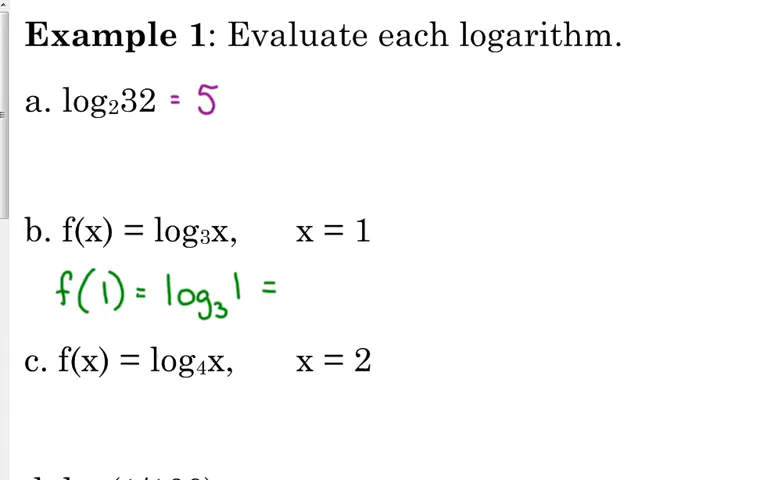 Example 1: Evaluate each logarithm.
a. log₂32 = 5
b. f(x) = log₃x, x = 1
f(1) = log₃1 =
c. f(x) = log₄x, x = 2